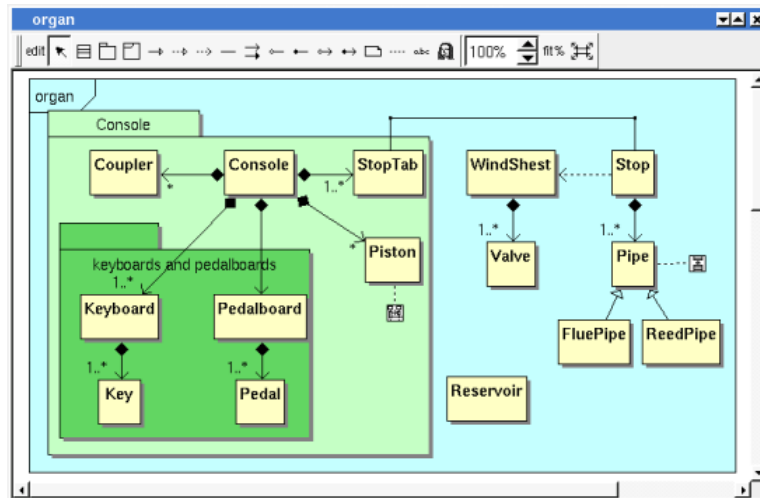 organ
edit
abc
100%
fit%
organ
Console
Coupler
Console
StopTab
WindShest
Stop
*
1..*
1..*
1..*
Piston
*
Valve
Pipe
keyboards and pedalboards
1..*
Keyboard
Pedalboard
FluePipe
ReedPipe
1..*
1..*
Key
Pedal
Reservoir